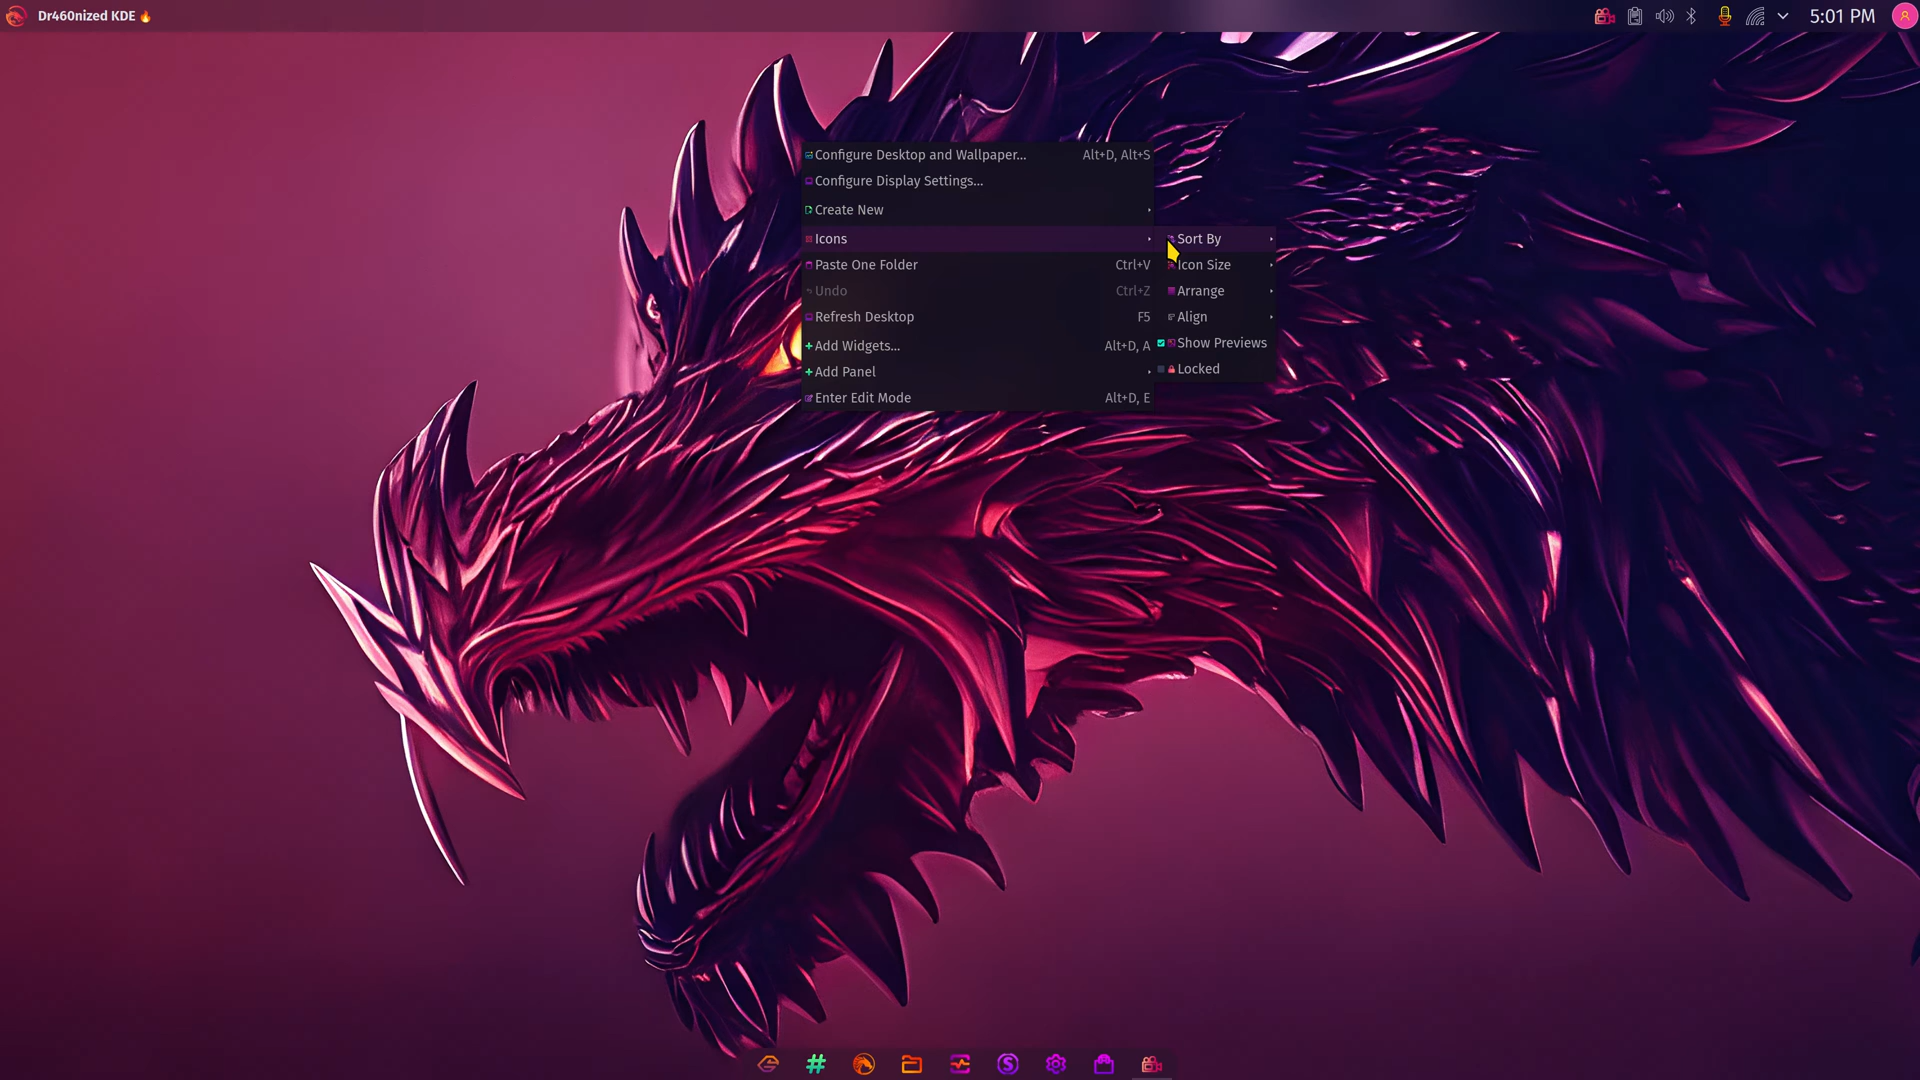 Dr460nized KDE 🔥
5:01 PM
Configure Desktop and Wallpaper... Alt+D, Alt+S
Configure Display Settings...
Create New
Icons
Paste One Folder Ctrl+V
Undo Ctrl+Z
Refresh Desktop F5
Add Widgets... Alt+D, A
Add Panel
Enter Edit Mode Alt+D, E
Sort By
Icon Size
Arrange
Align
Show Previews
Locked